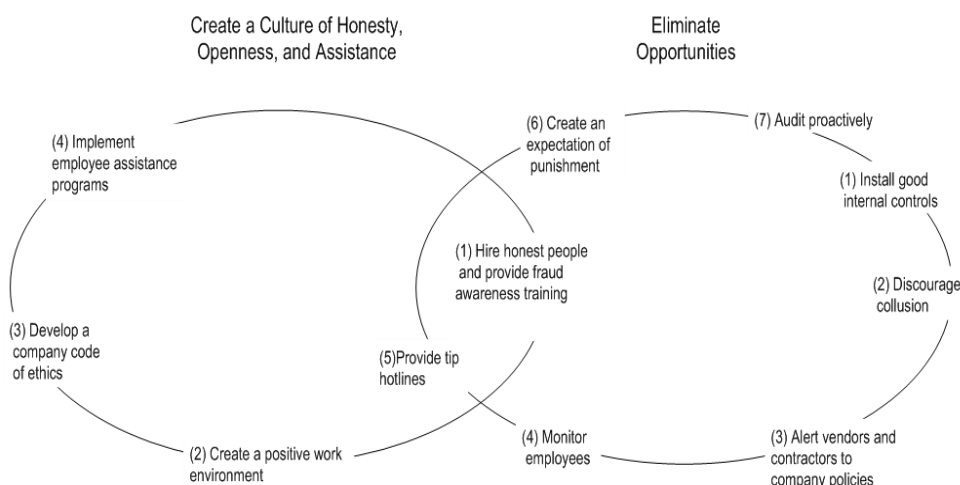 Create a Culture of Honesty,
Openness, and Assistance
Eliminate
Opportunities
(4) Implement
employee assistance
programs
(3) Develop a
company code
of ethics
(2) Create a positive work
environment
(1) Hire honest people
and provide fraud
awareness training
(6) Create an
expectation of
punishment
(7) Audit proactively
(1) Install good
internal controls
(2) Discourage
collusion
(3) Alert vendors and
contractors to
company policies
(4) Monitor
employees
(5)Provide tip
hotlines